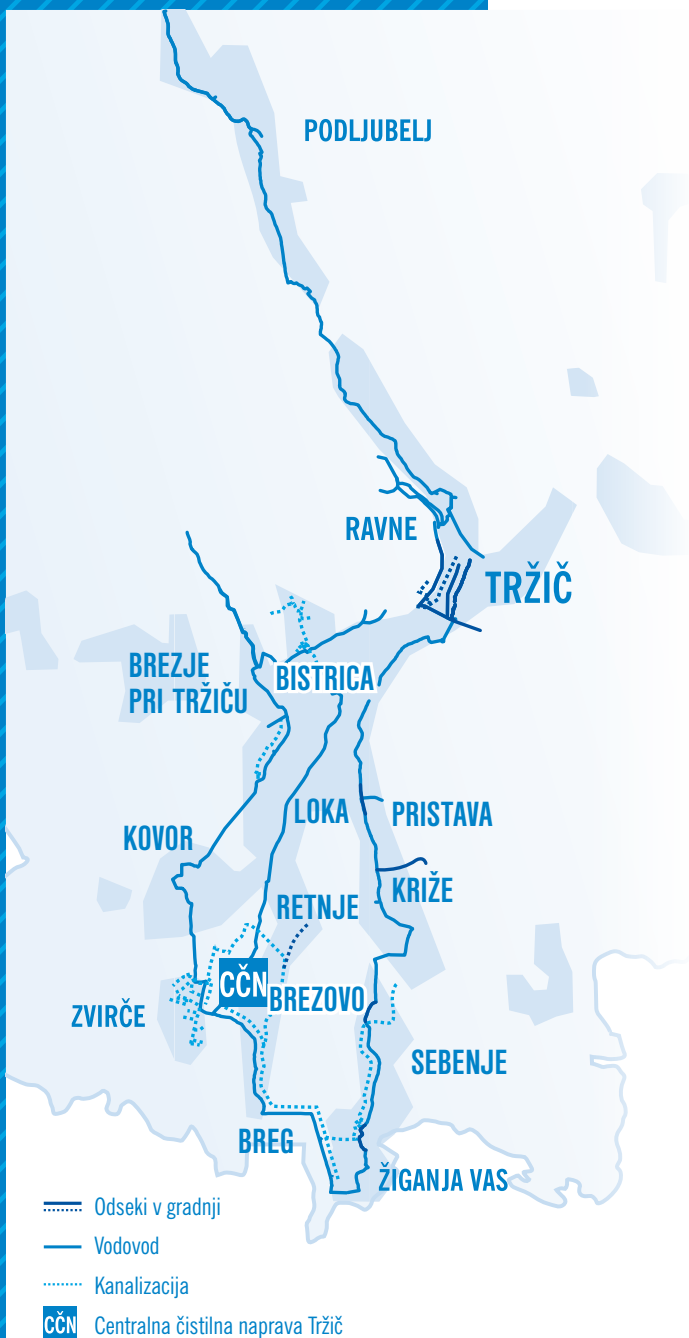 PODLJUBELJ
RAVNE
TRŽIČ
BREZJE
PRI TRŽIČU
BISTRICA
LOKA
PRISTAVA
KOVOR
KRIŽE
RETNJE
CČN
BREZOVO
ZVIRČE
SEBENJE
BREG
ŽIGANJA VAS
Odseki v gradnji
Vodovod
Kanalizacija
CČN Centralna čistilna naprava Tržič